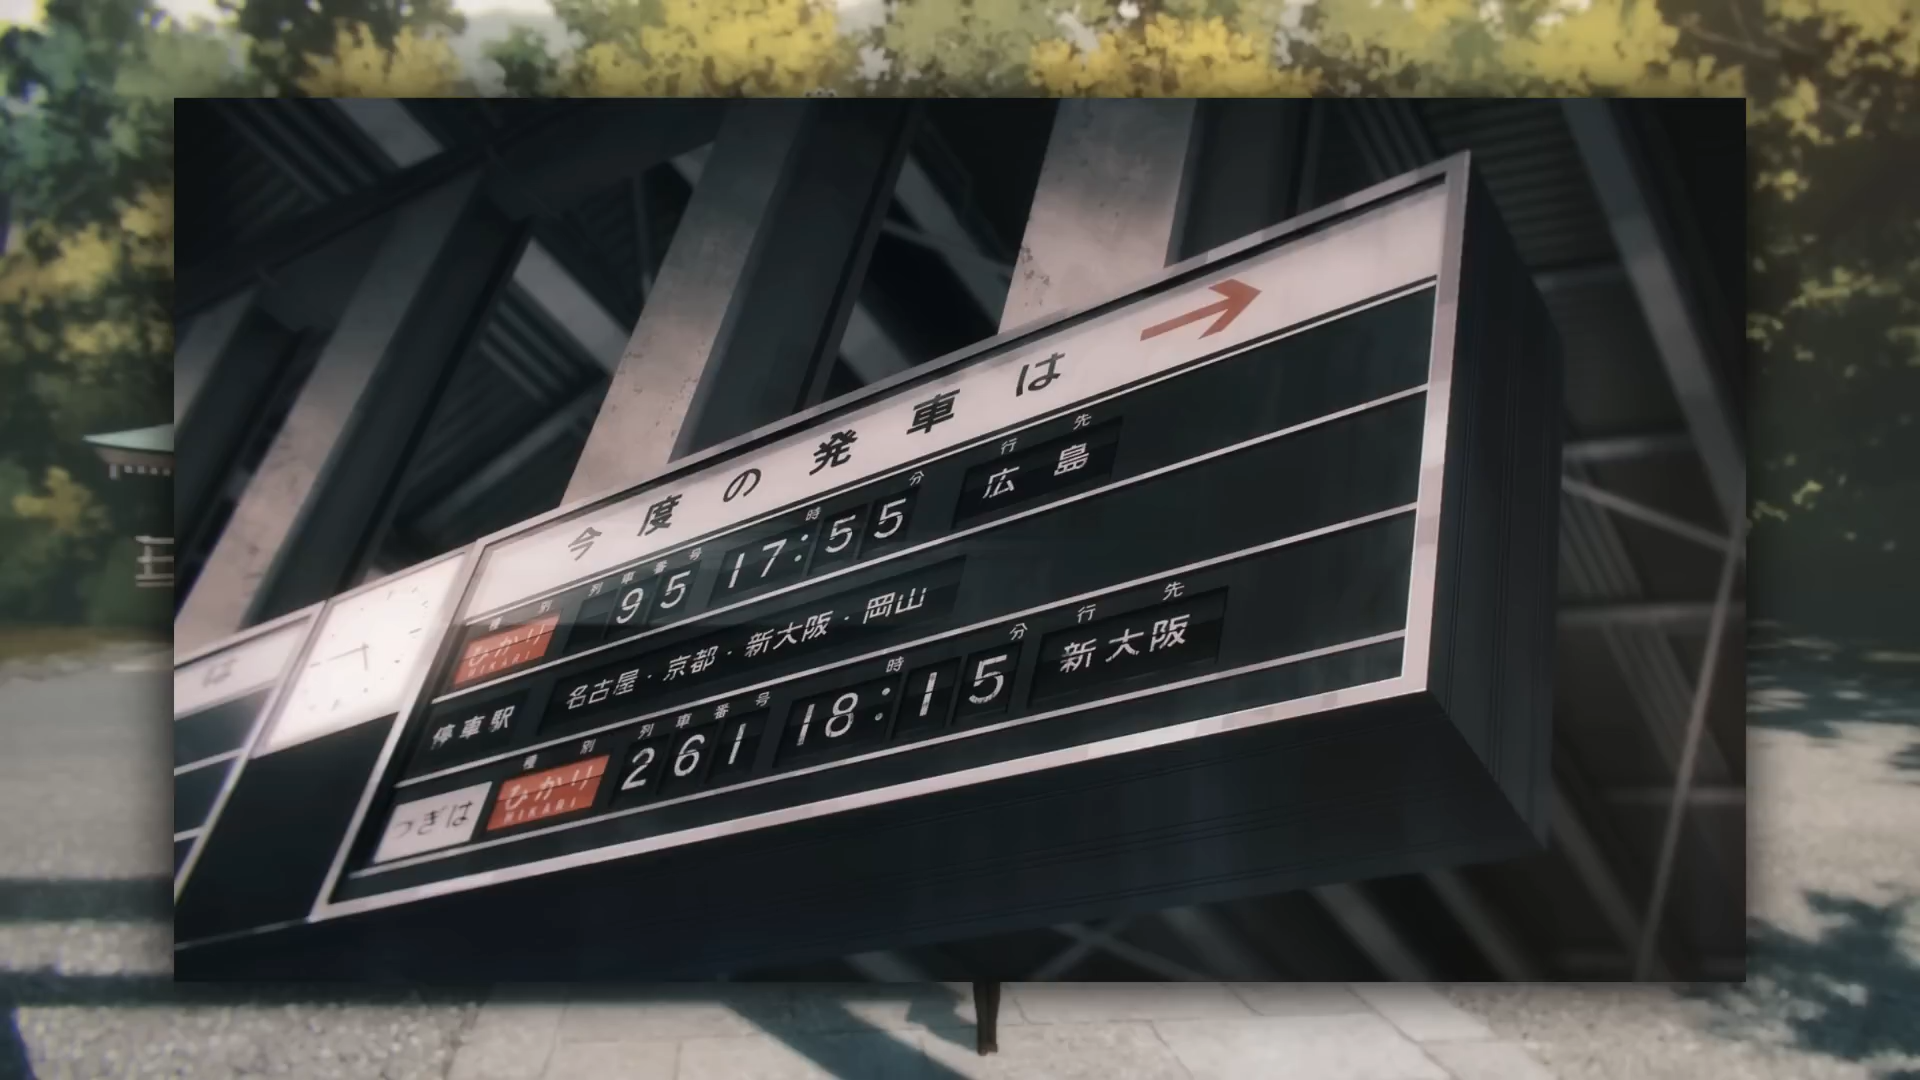 今度の発車は →
種別 列車番号 時 分 行先
ひかり HIKARI 95 17:55 広島
停車駅 名古屋・京都・新大阪・岡山
種別 列車番号 時 分 行先
つぎは ひかり HIKARI 261 18:15 新大阪
は